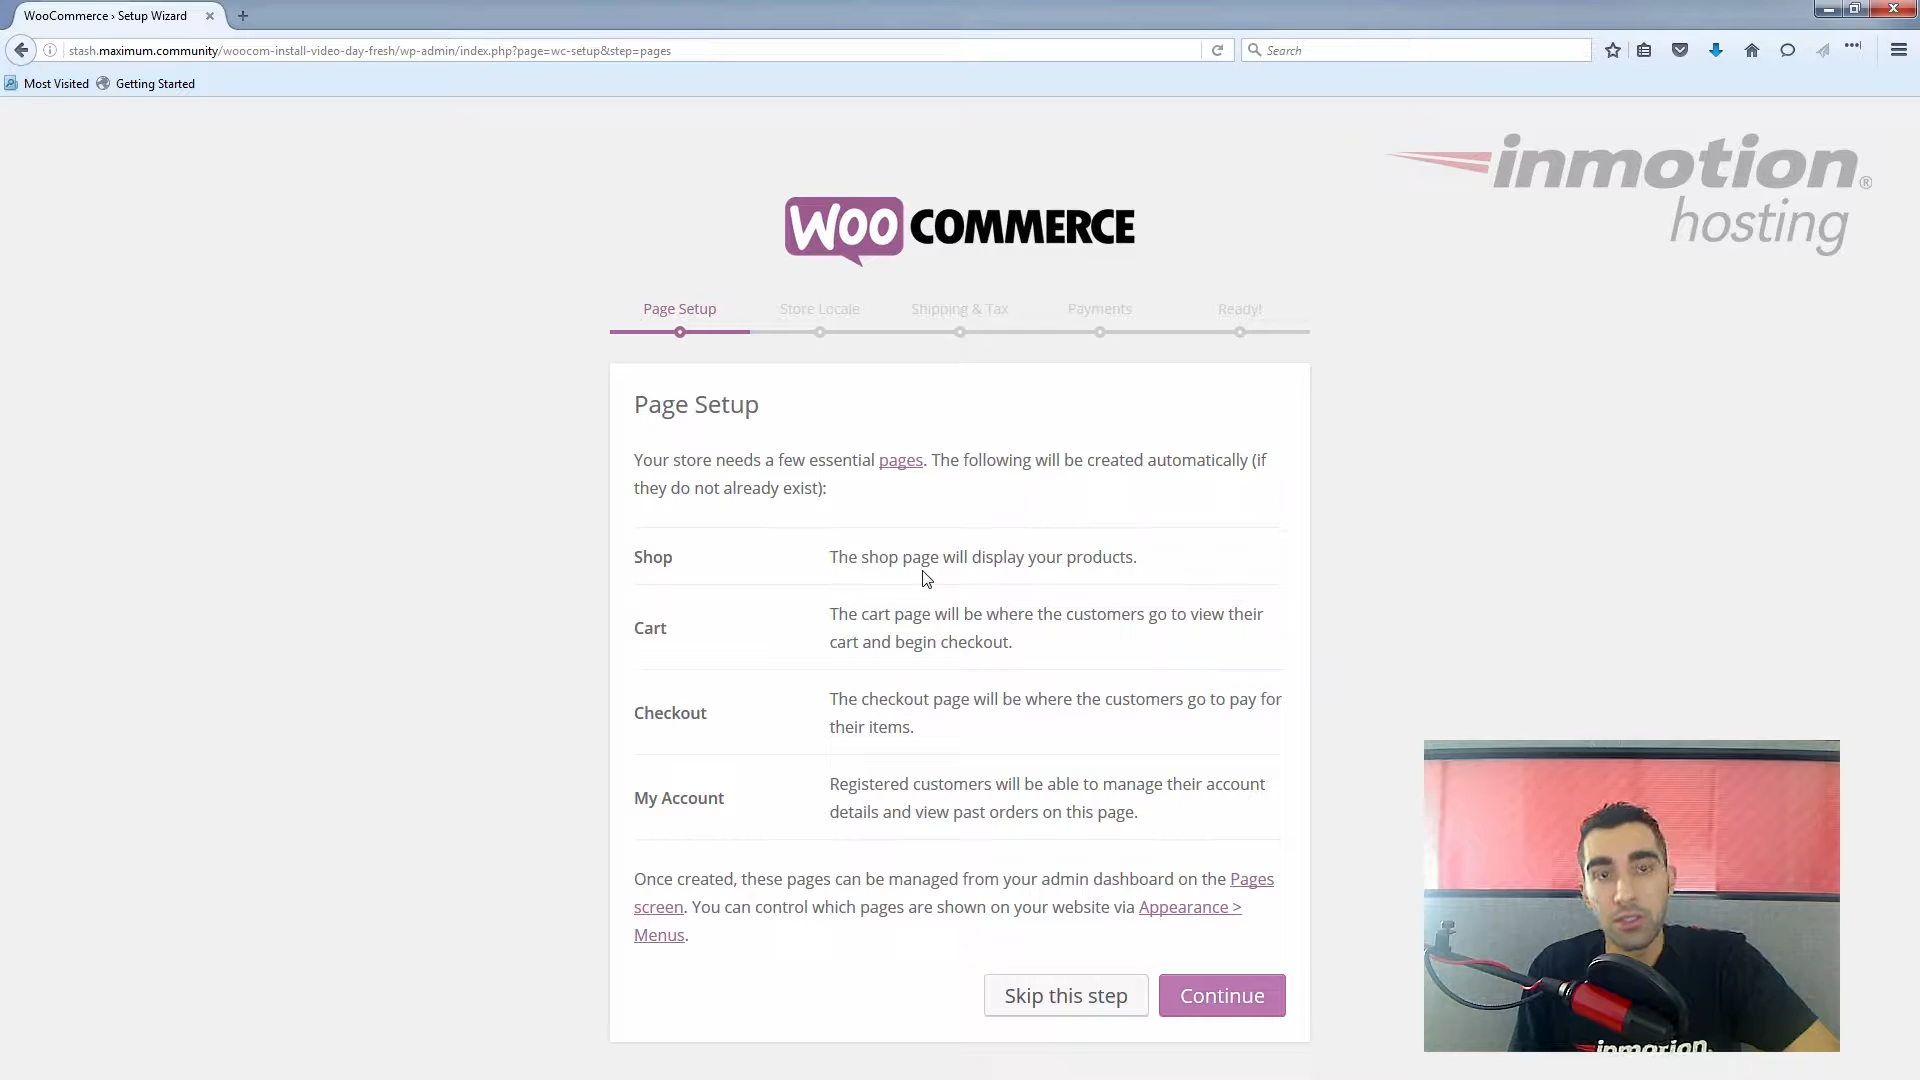 WooCommerce › Setup Wizard
stash.maximum.community/woocom-install-video-day-fresh/wp-admin/index.php?page=wc-setup&step=pages
Search
Most Visited
Getting Started
inmotion®
hosting
WOO COMMERCE
Page Setup
Store Locale
Shipping & Tax
Payments
Ready!
Page Setup
Your store needs a few essential pages. The following will be created automatically (if
they do not already exist):
Shop
The shop page will display your products.
Cart
The cart page will be where the customers go to view their
cart and begin checkout.
Checkout
The checkout page will be where the customers go to pay for
their items.
My Account
Registered customers will be able to manage their account
details and view past orders on this page.
Once created, these pages can be managed from your admin dashboard on the Pages
screen. You can control which pages are shown on your website via Appearance >
Menus.
Skip this step
Continue
inmotion